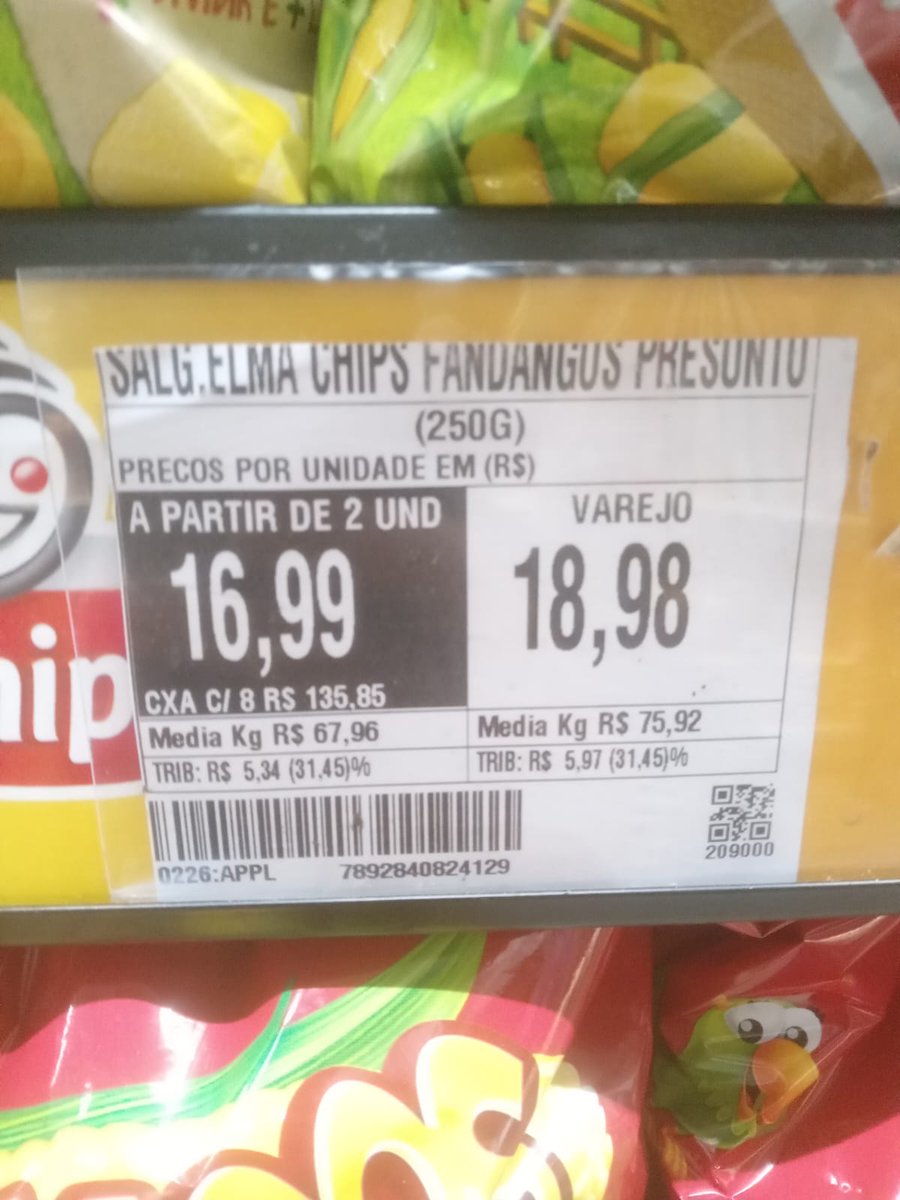 SALG.ELMA CHIPS FANDANGOS PRESUNTO
(250G)
PRECOS POR UNIDADE EM (R$)
A PARTIR DE 2 UND
16,99
CXA C/ 8 R$ 135,85
Media Kg R$ 67,96
TRIB: R$ 5,34 (31,45)%
VAREJO
18,98
Media Kg R$ 75,92
TRIB: R$ 5,97 (31,45)%
0226:APPL 7892840824129
209000
hip